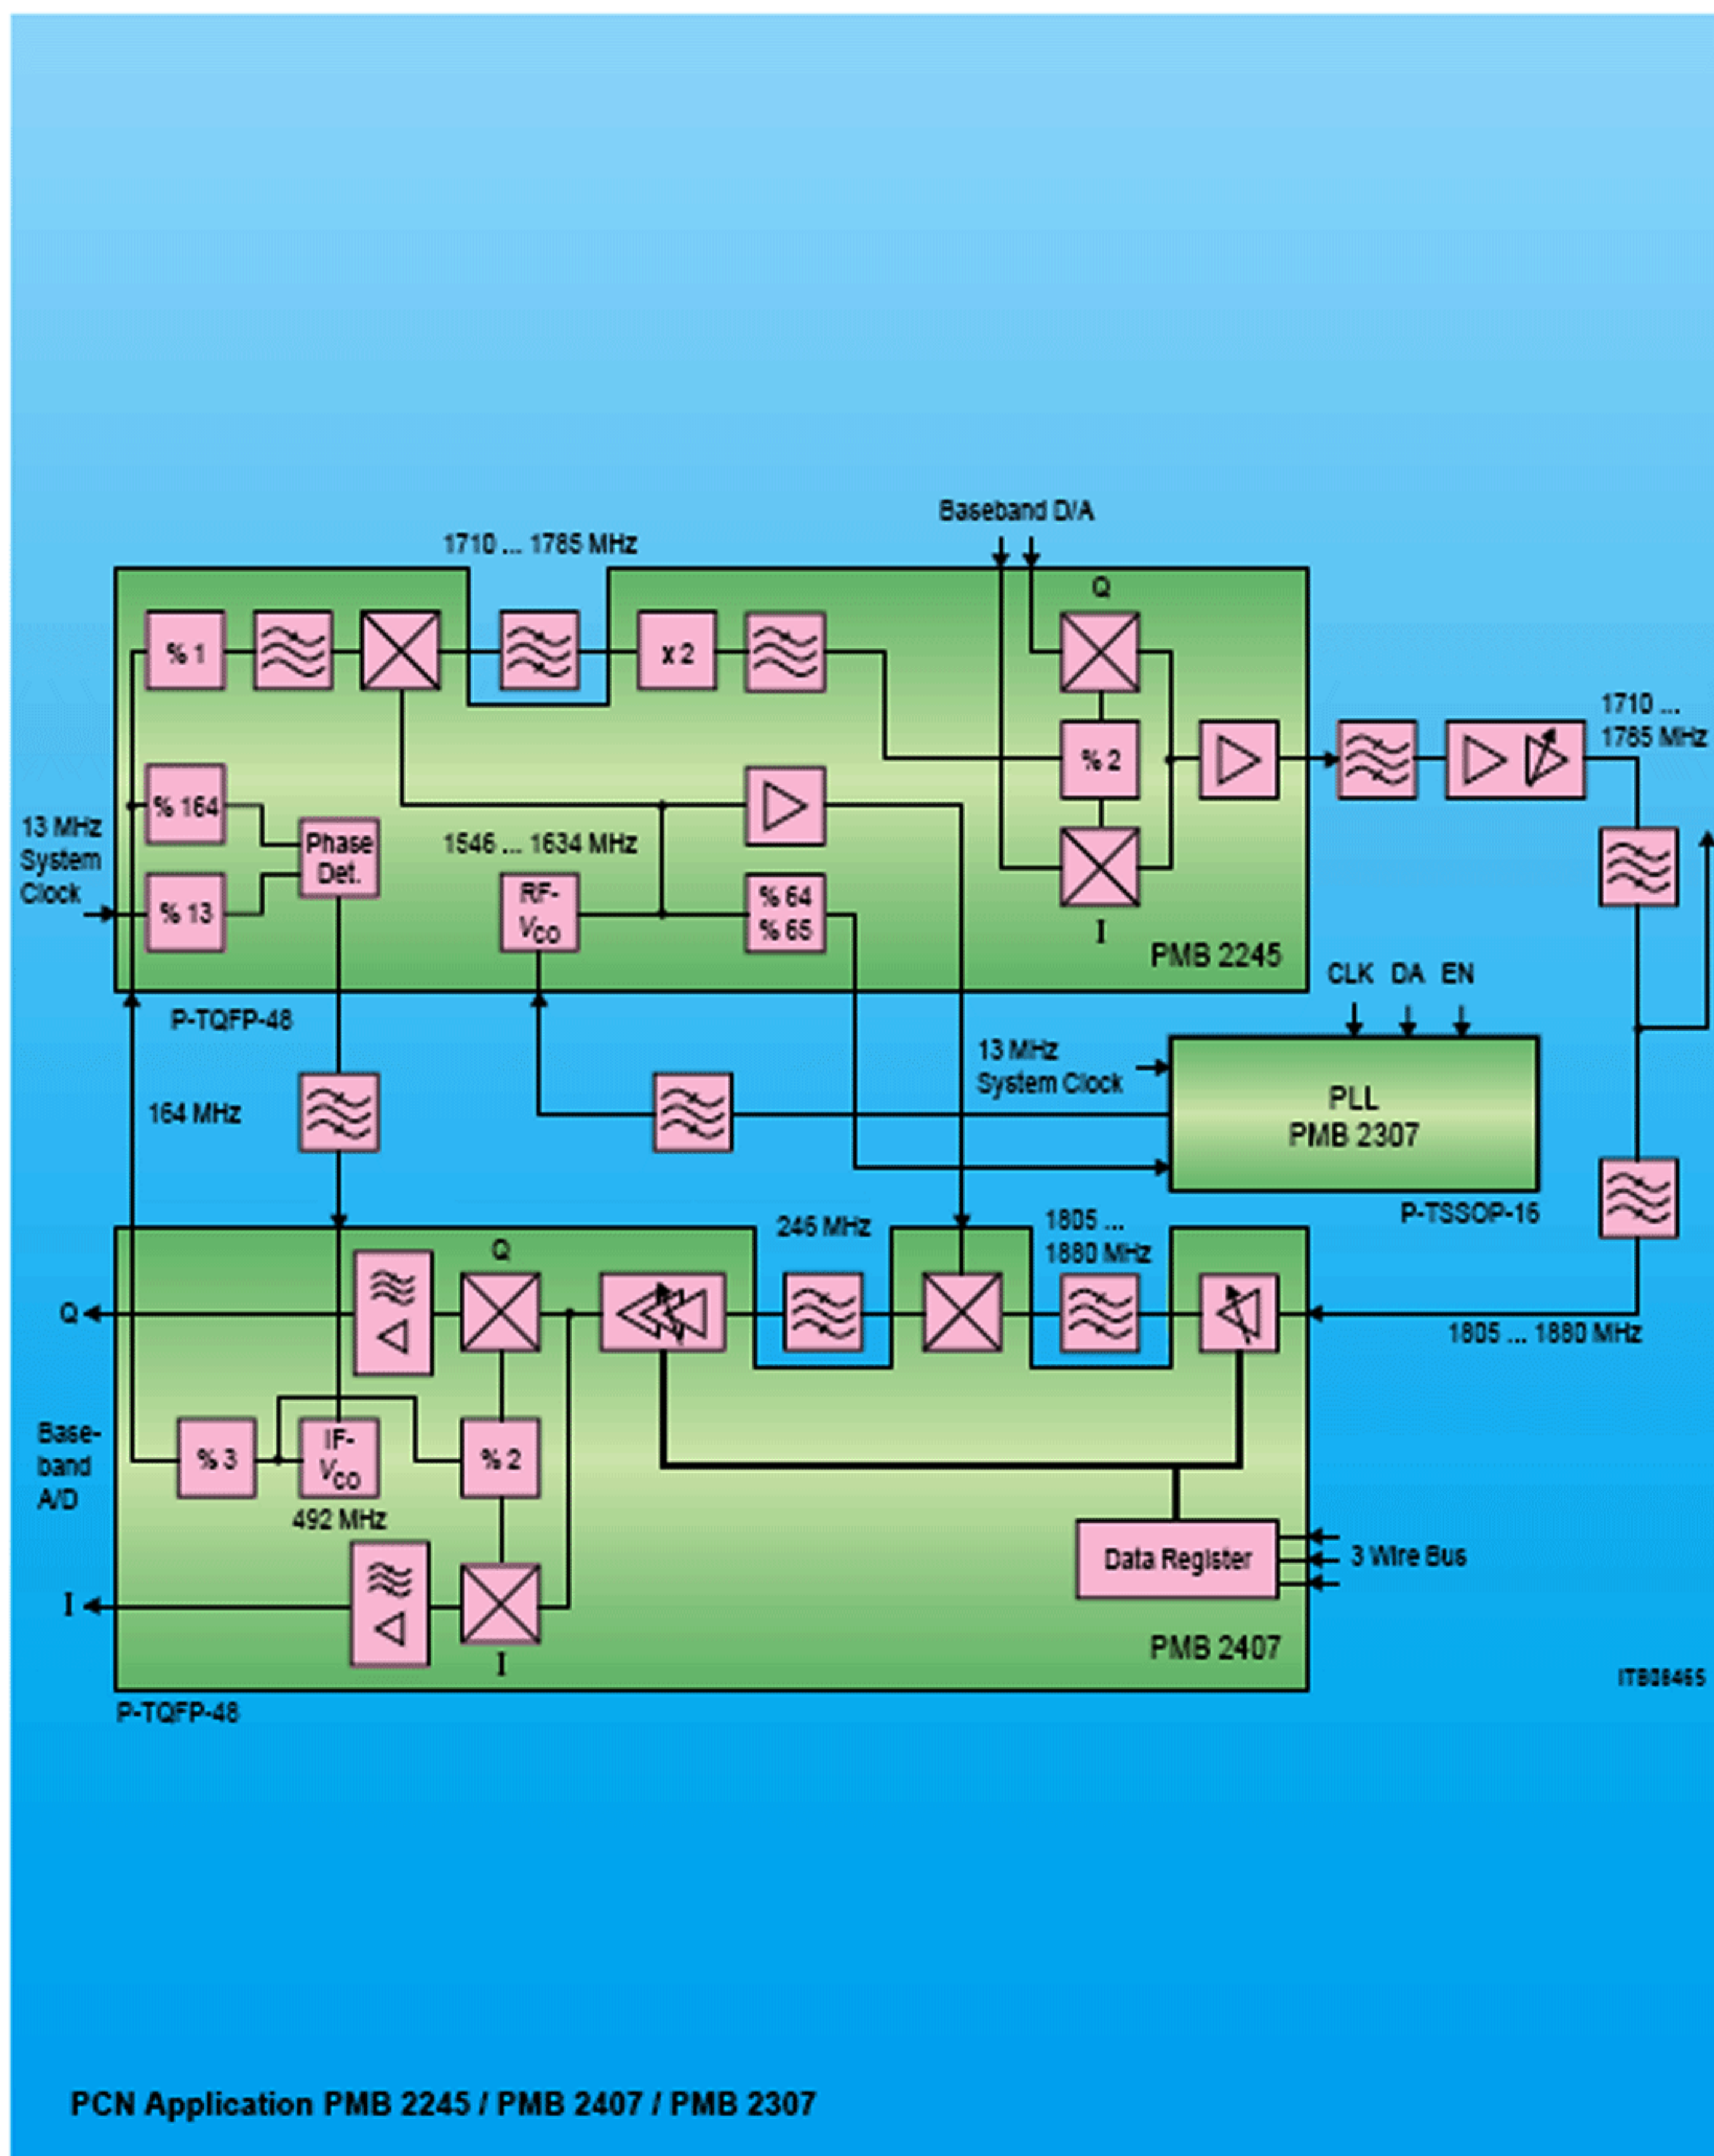 Baseband D/A
1710 ... 1785 MHz
Q
% 1
x 2
1710 ...
1785 MHz
% 2
% 164
13 MHz
System
Clock
Phase
Det.
1546 ... 1634 MHz
% 13
RF-
VCO
% 64
% 65
I
PMB 2245
CLK DA EN
P-TQFP-48
13 MHz
System Clock
PLL
PMB 2307
164 MHz
P-TSSOP-16
246 MHz
1805 ...
1880 MHz
Q
Q
1805 ... 1880 MHz
Base-
band
A/D
% 3
IF-
VCO
% 2
492 MHz
Data Register
3 Wire Bus
I
I
PMB 2407
ITB08465
P-TQFP-48
PCN Application PMB 2245 / PMB 2407 / PMB 2307